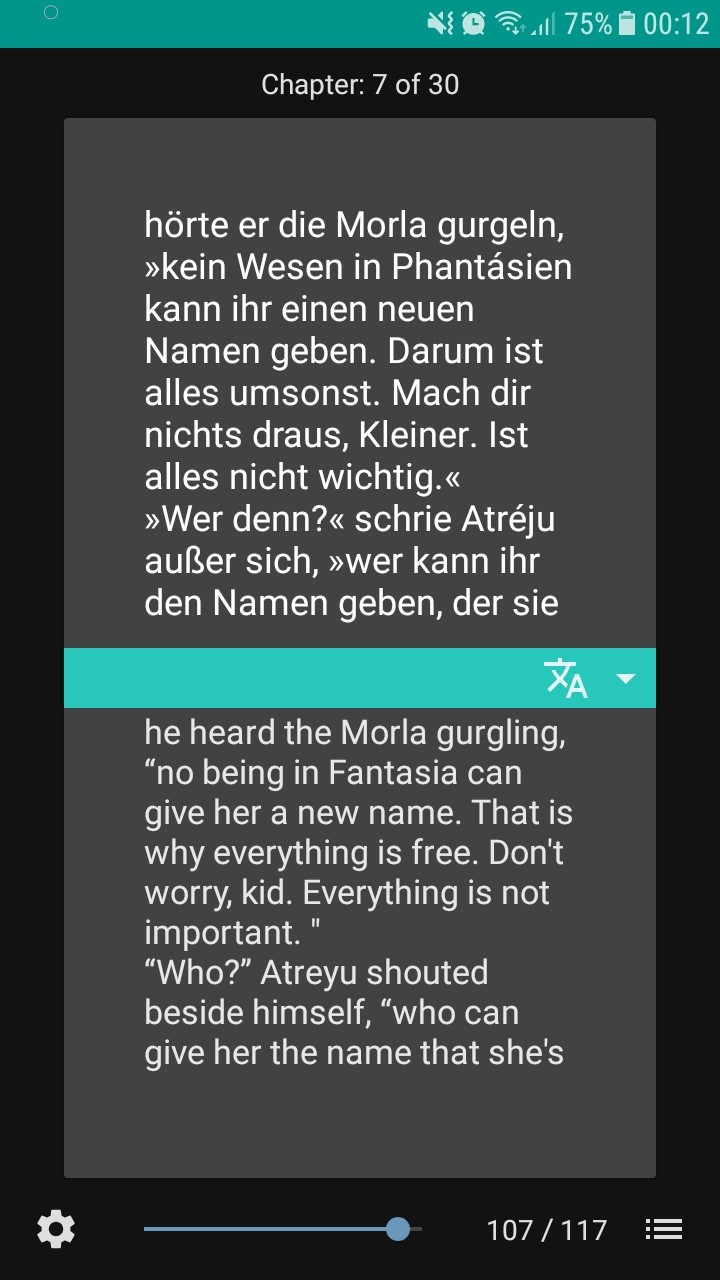 75% 00:12
Chapter: 7 of 30
hörte er die Morla gurgeln,
»kein Wesen in Phantásien
kann ihr einen neuen
Namen geben. Darum ist
alles umsonst. Mach dir
nichts draus, Kleiner. Ist
alles nicht wichtig.«
»Wer denn?« schrie Atréju
außer sich, »wer kann ihr
den Namen geben, der sie
he heard the Morla gurgling,
“no being in Fantasia can
give her a new name. That is
why everything is free. Don't
worry, kid. Everything is not
important. "
“Who?” Atreyu shouted
beside himself, “who can
give her the name that she's
107 / 117